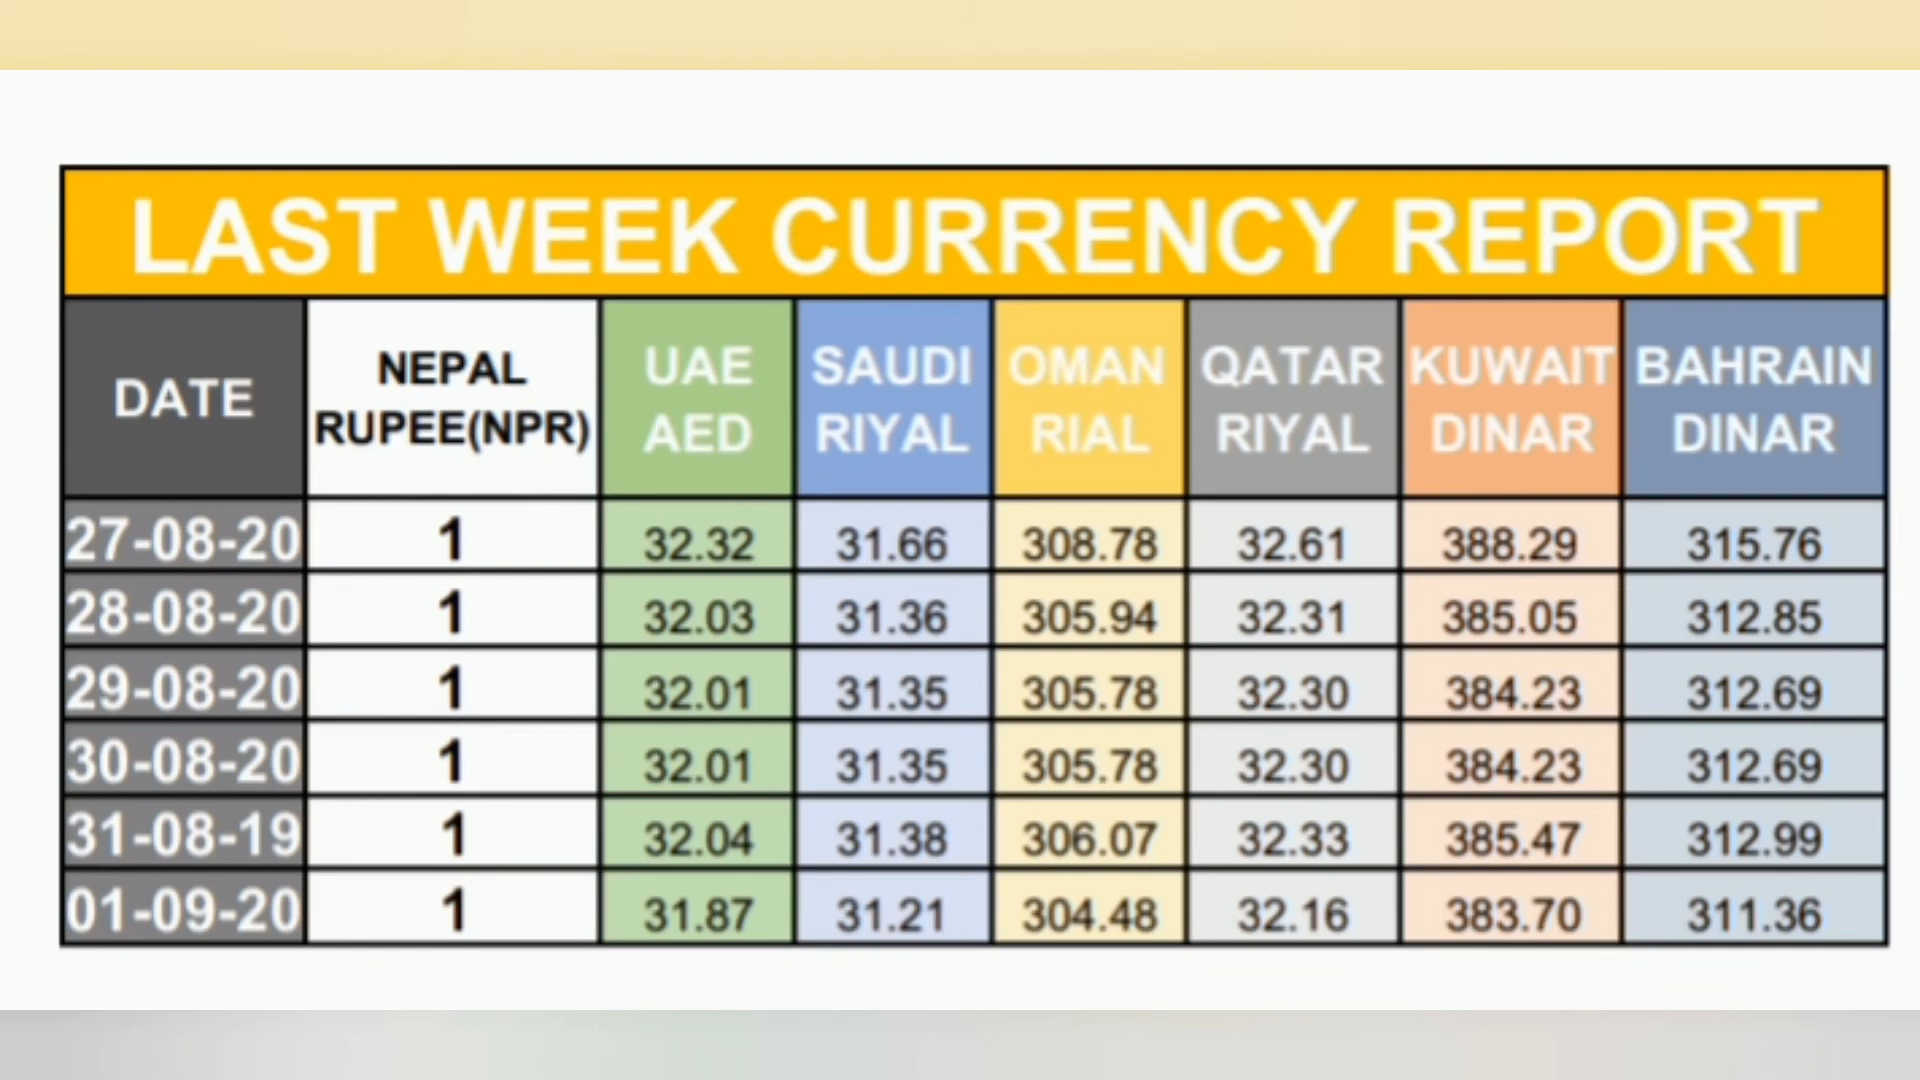 LAST WEEK CURRENCY REPORT
DATE NEPAL RUPEE(NPR) UAE AED SAUDI RIYAL OMAN RIAL QATAR RIYAL KUWAIT DINAR BAHRAIN DINAR
27-08-20 1 32.32 31.66 308.78 32.61 388.29 315.76
28-08-20 1 32.03 31.36 305.94 32.31 385.05 312.85
29-08-20 1 32.01 31.35 305.78 32.30 384.23 312.69
30-08-20 1 32.01 31.35 305.78 32.30 384.23 312.69
31-08-19 1 32.04 31.38 306.07 32.33 385.47 312.99
01-09-20 1 31.87 31.21 304.48 32.16 383.70 311.36